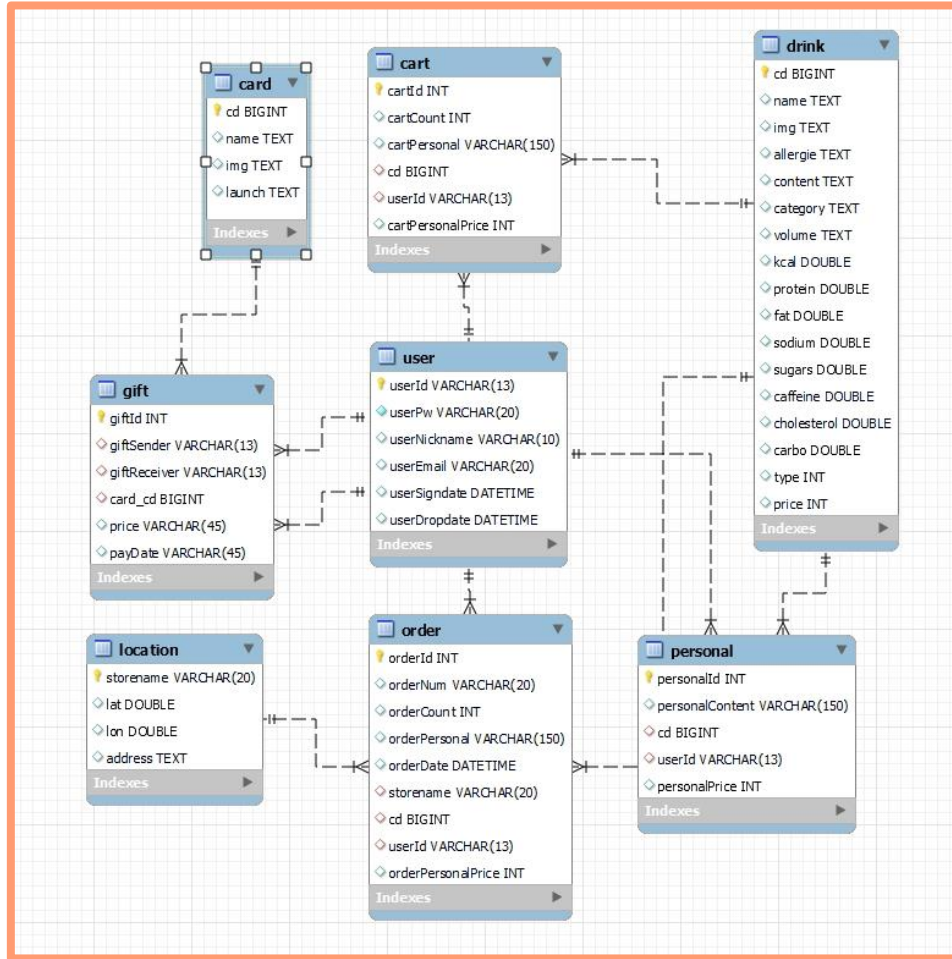 card
cd BIGINT
name TEXT
img TEXT
launch TEXT
Indexes
cart
cartId INT
cartCount INT
cartPersonal VARCHAR(150)
cd BIGINT
userId VARCHAR(13)
cartPersonalPrice INT
Indexes
drink
cd BIGINT
name TEXT
img TEXT
allergie TEXT
content TEXT
category TEXT
volume TEXT
kcal DOUBLE
protein DOUBLE
fat DOUBLE
sodium DOUBLE
sugars DOUBLE
caffeine DOUBLE
cholesterol DOUBLE
carbo DOUBLE
type INT
price INT
Indexes
gift
giftId INT
giftSender VARCHAR(13)
giftReceiver VARCHAR(13)
card_cd BIGINT
price VARCHAR(45)
payDate VARCHAR(45)
Indexes
user
userId VARCHAR(13)
userPw VARCHAR(20)
userNickname VARCHAR(10)
userEmail VARCHAR(20)
userSigndate DATETIME
userDropdate DATETIME
Indexes
location
storename VARCHAR(20)
lat DOUBLE
lon DOUBLE
address TEXT
Indexes
order
orderId INT
orderNum VARCHAR(20)
orderCount INT
orderPersonal VARCHAR(150)
orderDate DATETIME
storename VARCHAR(20)
cd BIGINT
userId VARCHAR(13)
orderPersonalPrice INT
Indexes
personal
personalId INT
personalContent VARCHAR(150)
cd BIGINT
userId VARCHAR(13)
personalPrice INT
Indexes